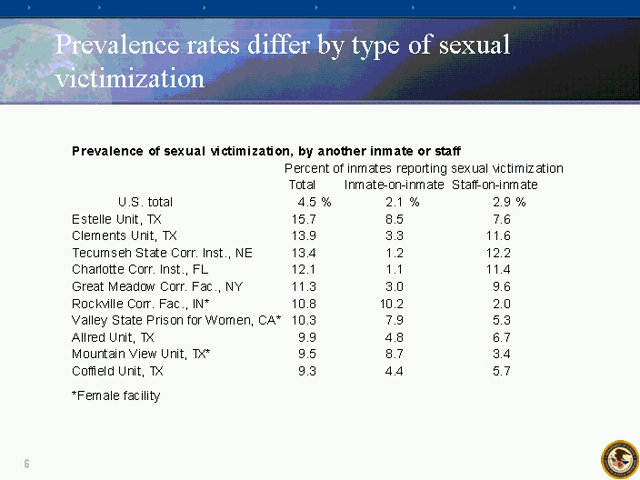 Prevalence rates differ by type of sexual
victimization
Prevalence of sexual victimization, by another inmate or staff
Percent of inmates reporting sexual victimization
Total Inmate-on-inmate Staff-on-inmate
U.S. total 4.5 % 2.1 % 2.9 %
Estelle Unit, TX 15.7 8.5 7.6
Clements Unit, TX 13.9 3.3 11.6
Tecumseh State Corr. Inst., NE 13.4 1.2 12.2
Charlotte Corr. Inst., FL 12.1 1.1 11.4
Great Meadow Corr. Fac., NY 11.3 3.0 9.6
Rockville Corr. Fac., IN* 10.8 10.2 2.0
Valley State Prison for Women, CA* 10.3 7.9 5.3
Allred Unit, TX 9.9 4.8 6.7
Mountain View Unit, TX* 9.5 8.7 3.4
Coffield Unit, TX 9.3 4.4 5.7
*Female facility
6